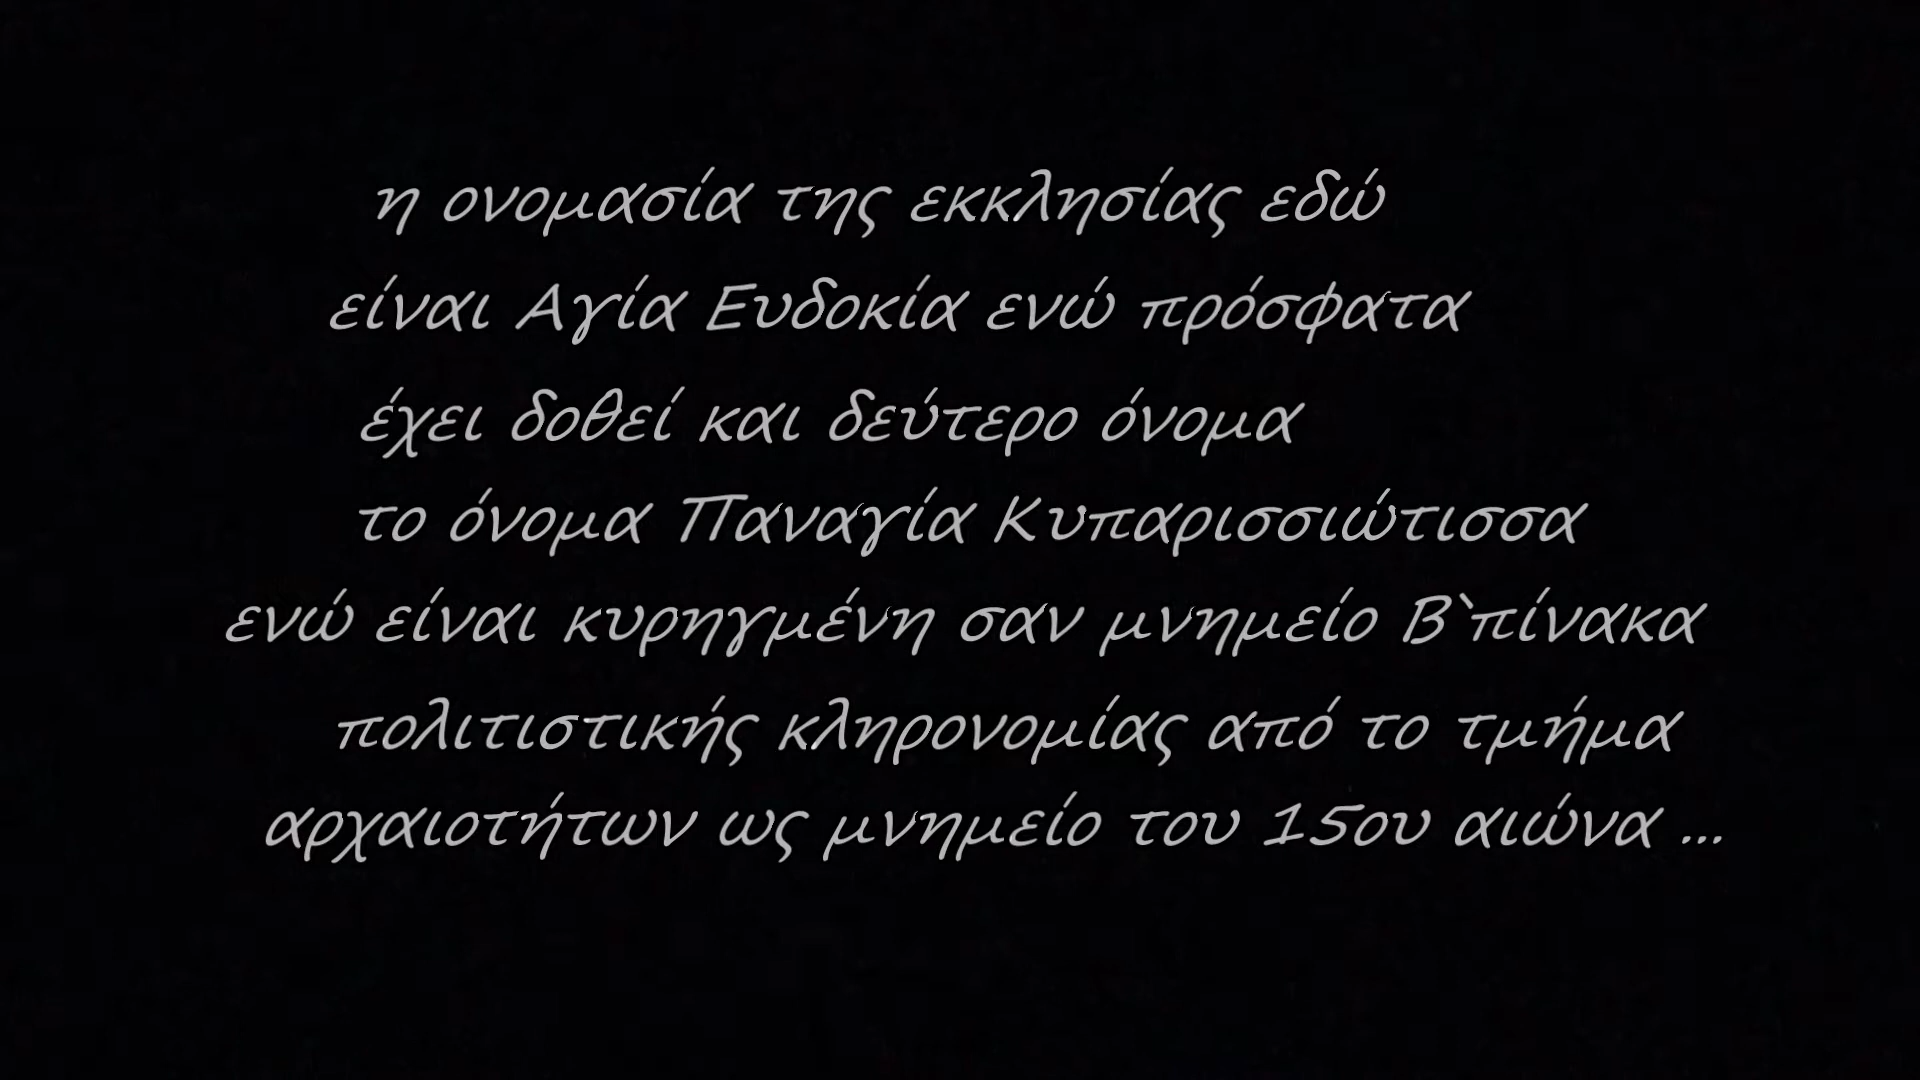 η ονομασία της εκκλησίας εδώ
είναι Αγία Ευδοκία ενώ πρόσφατα
έχει δοθεί και δεύτερο όνομα
το όνομα Παναγία Κυπαρισσιώτισσα
ενώ είναι κυρηγμένη σαν μνημείο Β`πίνακα
πολιτιστικής κληρονομίας από το τμήμα
αρχαιοτήτων ως μνημείο του 15ου αιώνα ...